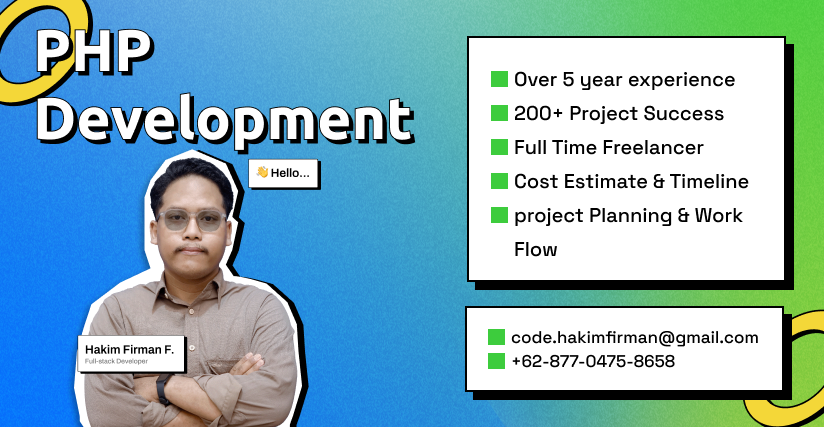 PHP
Development
👋 Hello...
Hakim Firman F.
Full-stack Developer
Over 5 year experience
200+ Project Success
Full Time Freelancer
Cost Estimate & Timeline
project Planning & Work
Flow
code.hakimfirman@gmail.com
+62-877-0475-8658